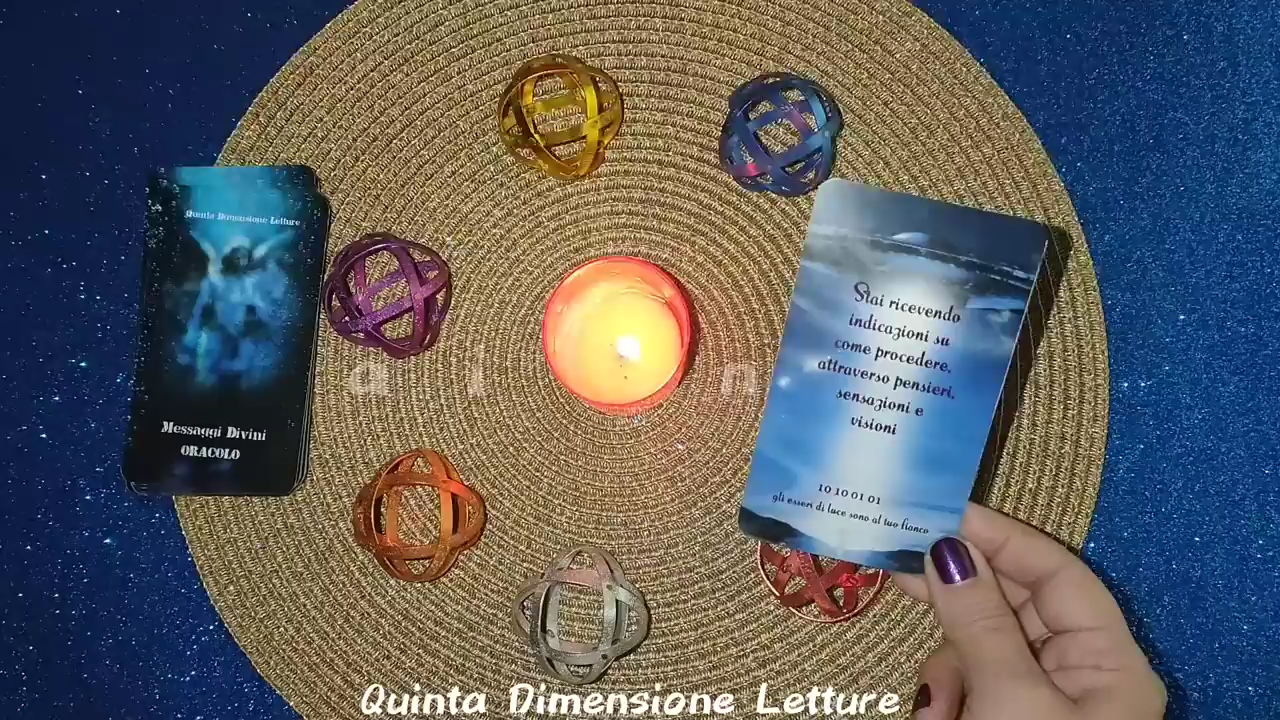 Quinta Dimensione Letture
Messaggi Divini
ORACOLO
Stai ricevendo
indicazioni su
come procedere,
attraverso pensieri,
sensazioni e
visioni
10 10 01 01
gli esseri di luce sono al tuo fianco
Quinta Dimensione Letture